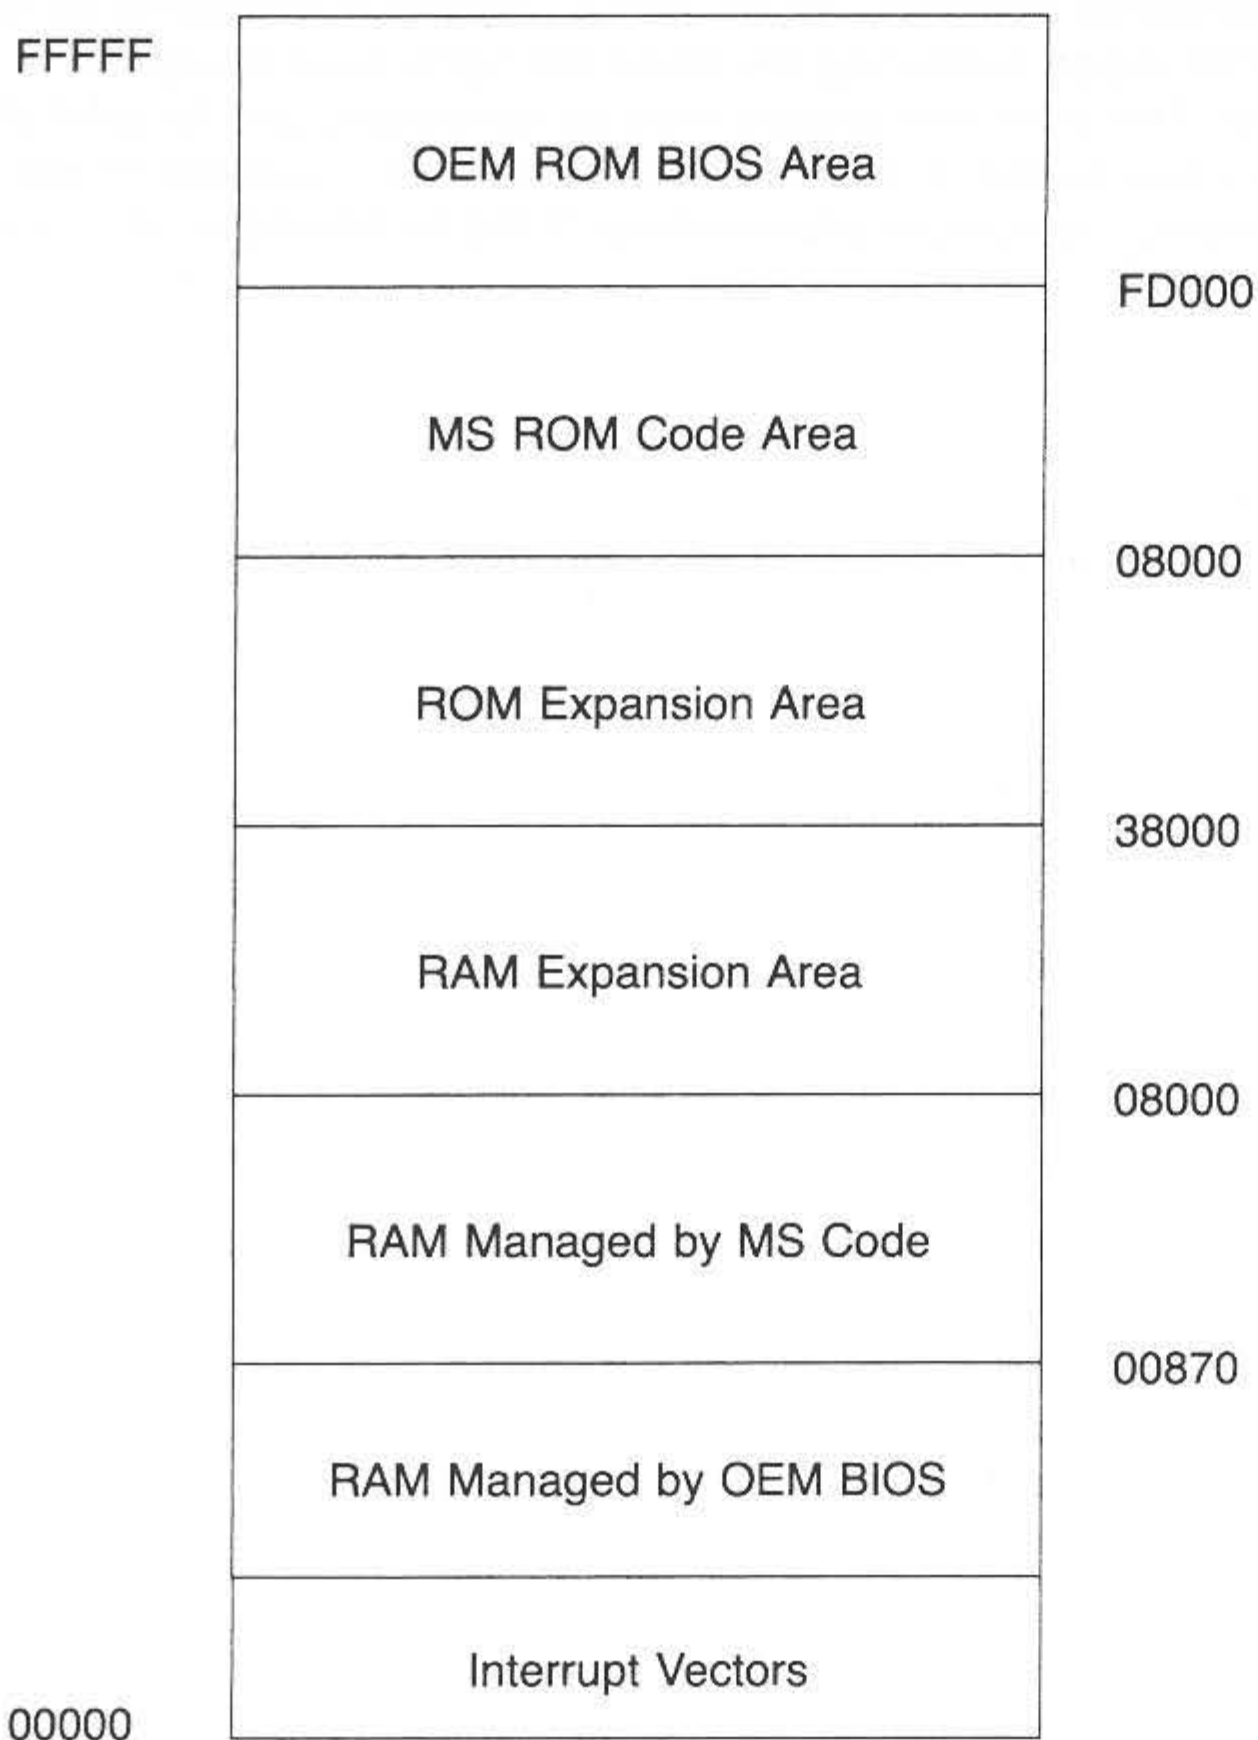 FFFFF
OEM ROM BIOS Area
FD000
MS ROM Code Area
08000
ROM Expansion Area
38000
RAM Expansion Area
08000
RAM Managed by MS Code
00870
RAM Managed by OEM BIOS
Interrupt Vectors
00000